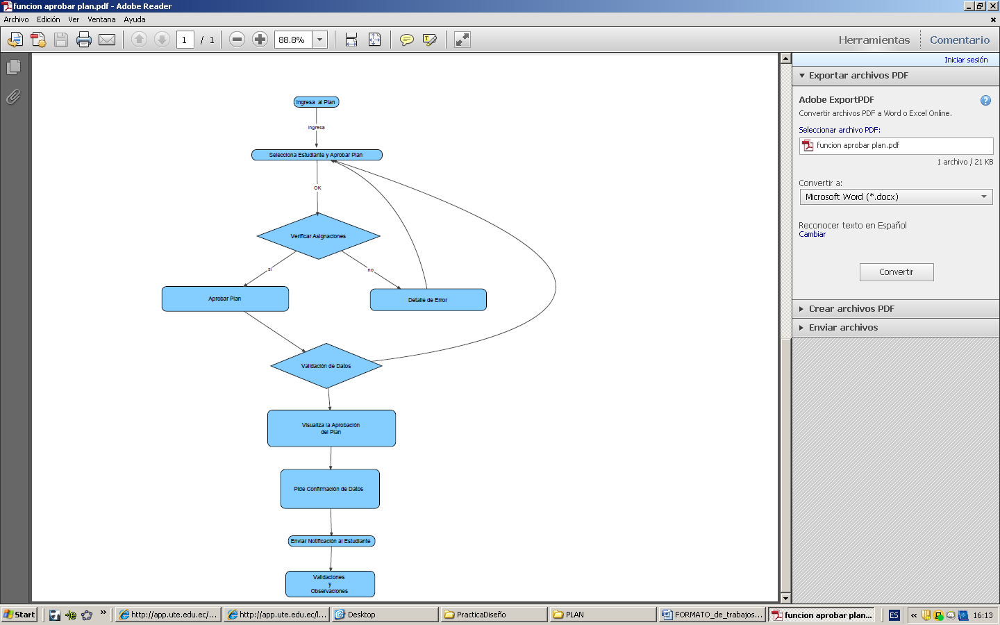 funcion aprobar plan.pdf - Adobe Reader
Archivo Edición Ver Ventana Ayuda
1 / 1 88.8% Herramientas Comentario
Iniciar sesión
Exportar archivos PDF
Adobe ExportPDF
Convertir archivos PDF a Word o Excel Online.
Seleccionar archivo PDF:
funcion aprobar plan.pdf
1 archivo / 21 KB
Convertir a:
Microsoft Word (*.docx)
Reconocer texto en Español
Cambiar
Convertir
Crear archivos PDF
Enviar archivos
Ingresa al Plan
Ingresa
Selecciona Estudiante y Aprobar Plan
OK
Verificar Asignaciones
si
no
Aprobar Plan
Detalle de Error
Validación de Datos
Visualiza la Aprobación
del Plan
Pide Confirmación de Datos
Enviar Notificación al Estudiante
Validaciones
y
Observaciones
Start » http://app.ute.edu.ec/... http://app.ute.edu.ec/l... Desktop PracticaDiseño PLAN FORMATO_de_trabajos... funcion aprobar plan... ES « 16:13